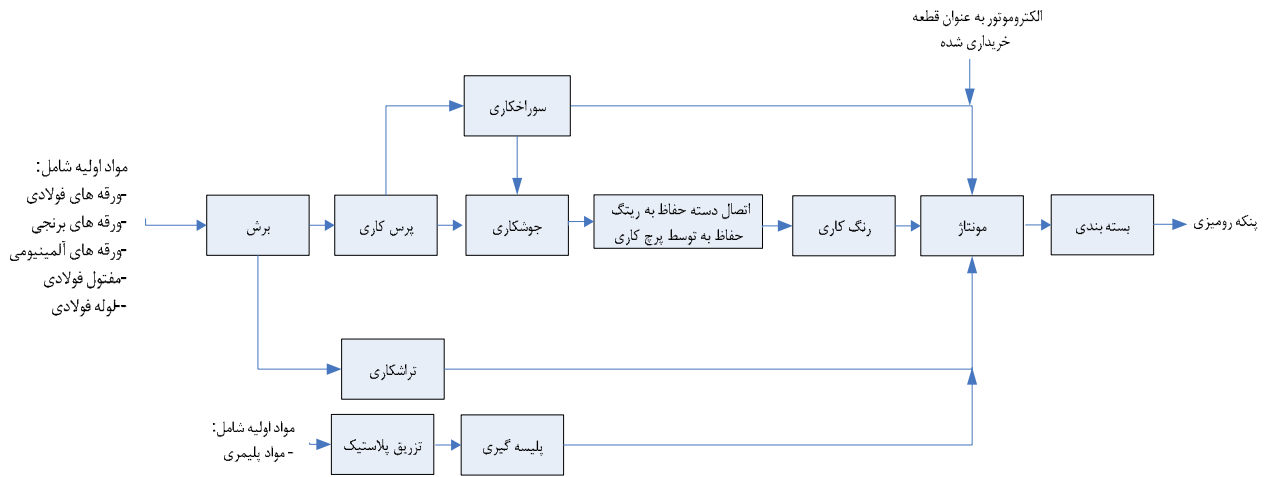 الکتروموتور به عنوان قطعه
خریداری شده
سوراخکاری
مواد اولیه شامل:
-ورقه های فولادی
-ورقه های برنجی
-ورقه های آلمینیومی
-مفتول فولادی
--لوله فولادی
برش
پرس کاری
جوشکاری
اتصال دسته حفاظ به رینگ
حفاظ به توسط پرچ کاری
رنگ کاری
مونتاژ
بسته بندی
پنکه رومیزی
تراشکاری
مواد اولیه شامل:
- مواد پلیمری
تزریق پلاستیک
پلیسه گیری